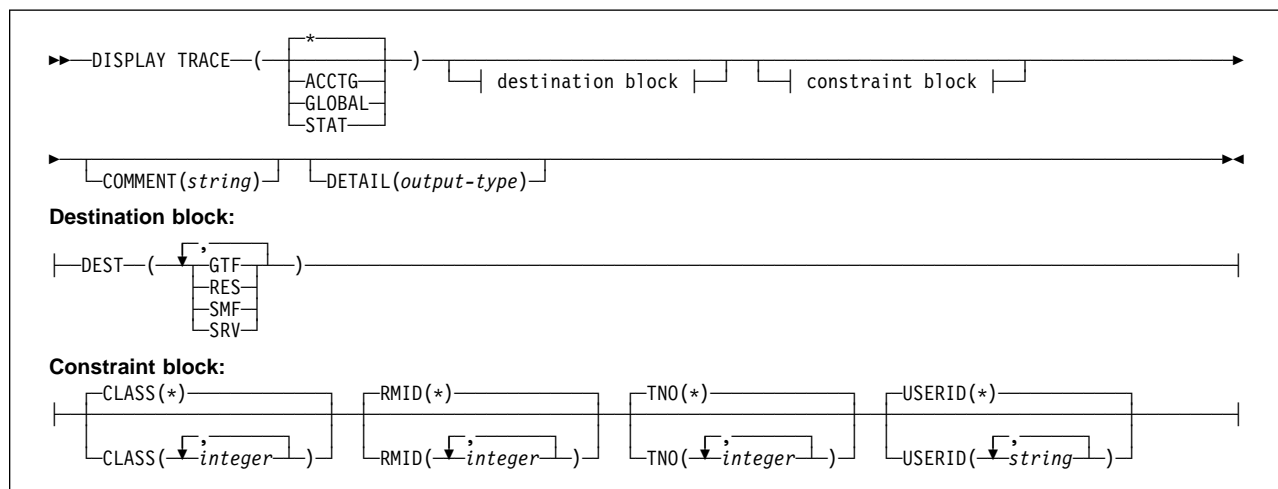 *
DISPLAY TRACE ( ) destination block constraint block
ACCTG
GLOBAL
STAT
COMMENT(string) DETAIL(output-type)
Destination block:
,
DEST ( GTF )
RES
SMF
SRV
Constraint block:
CLASS(*) RMID(*) TNO(*) USERID(*)
, , , ,
CLASS( integer ) RMID( integer ) TNO( integer ) USERID( string )